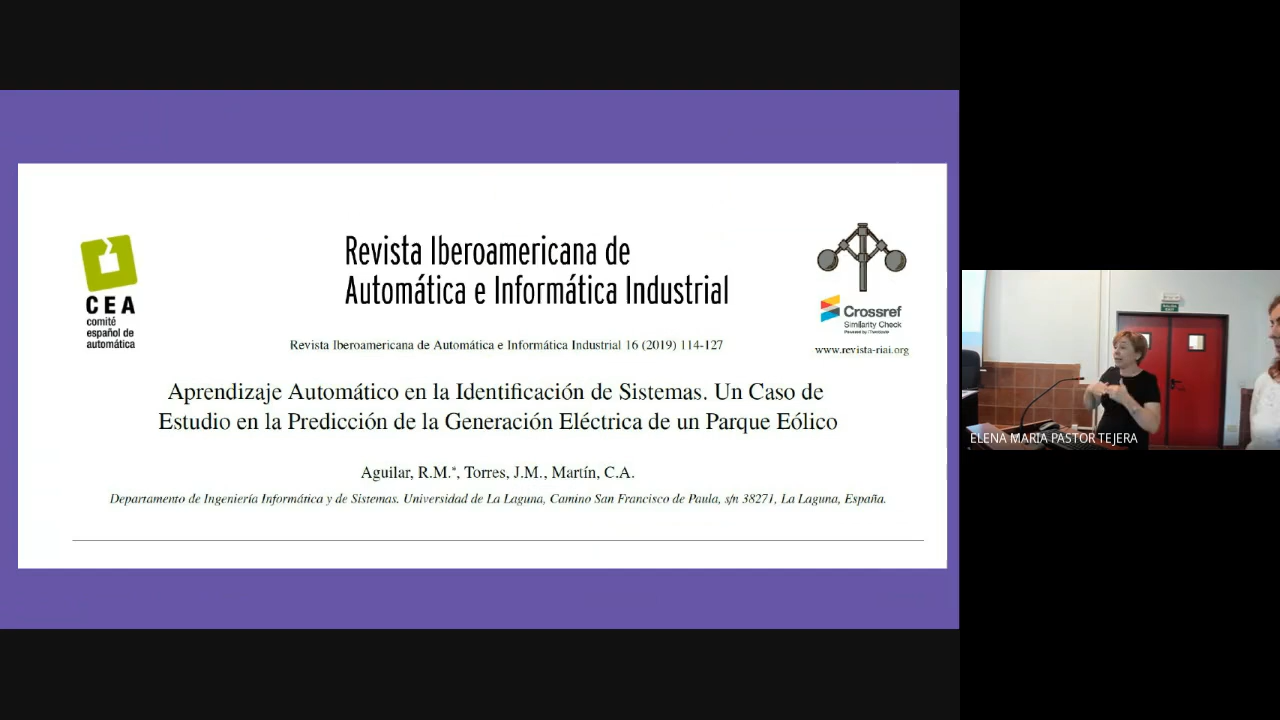 CEA
comité
español de
automática
Revista Iberoamericana de
Automática e Informática Industrial
Revista Iberoamericana de Automática e Informática Industrial 16 (2019) 114-127
Crossref
Similarity Check
Powered by iThenticate
www.revista-riai.org
Aprendizaje Automático en la Identificación de Sistemas. Un Caso de
Estudio en la Predicción de la Generación Eléctrica de un Parque Eólico
Aguilar, R.M.*, Torres, J.M., Martín, C.A.
Departamento de Ingeniería Informática y de Sistemas. Universidad de La Laguna, Camino San Francisco de Paula, s/n 38271, La Laguna, España.
ELENA MARIA PASTOR TEJERA